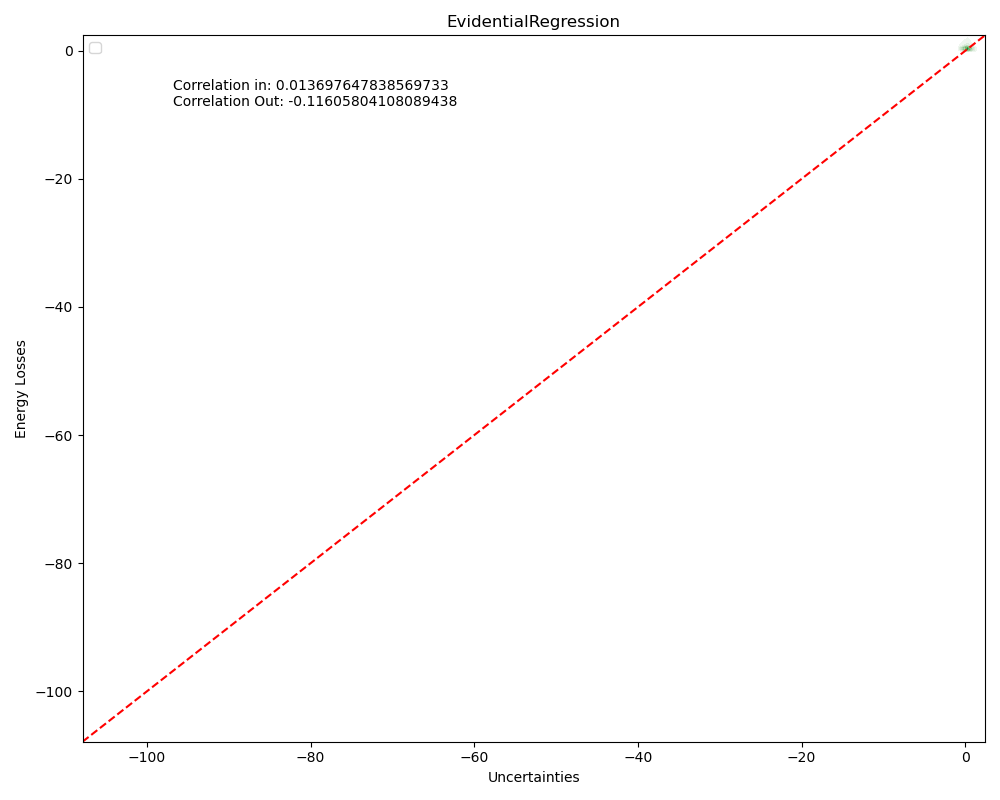 EvidentialRegression
Correlation in: 0.013697647838569733
Correlation Out: -0.11605804108089438
Energy Losses
0
−20
−40
−60
−80
−100
−100
−80
−60
−40
−20
0
Uncertainties